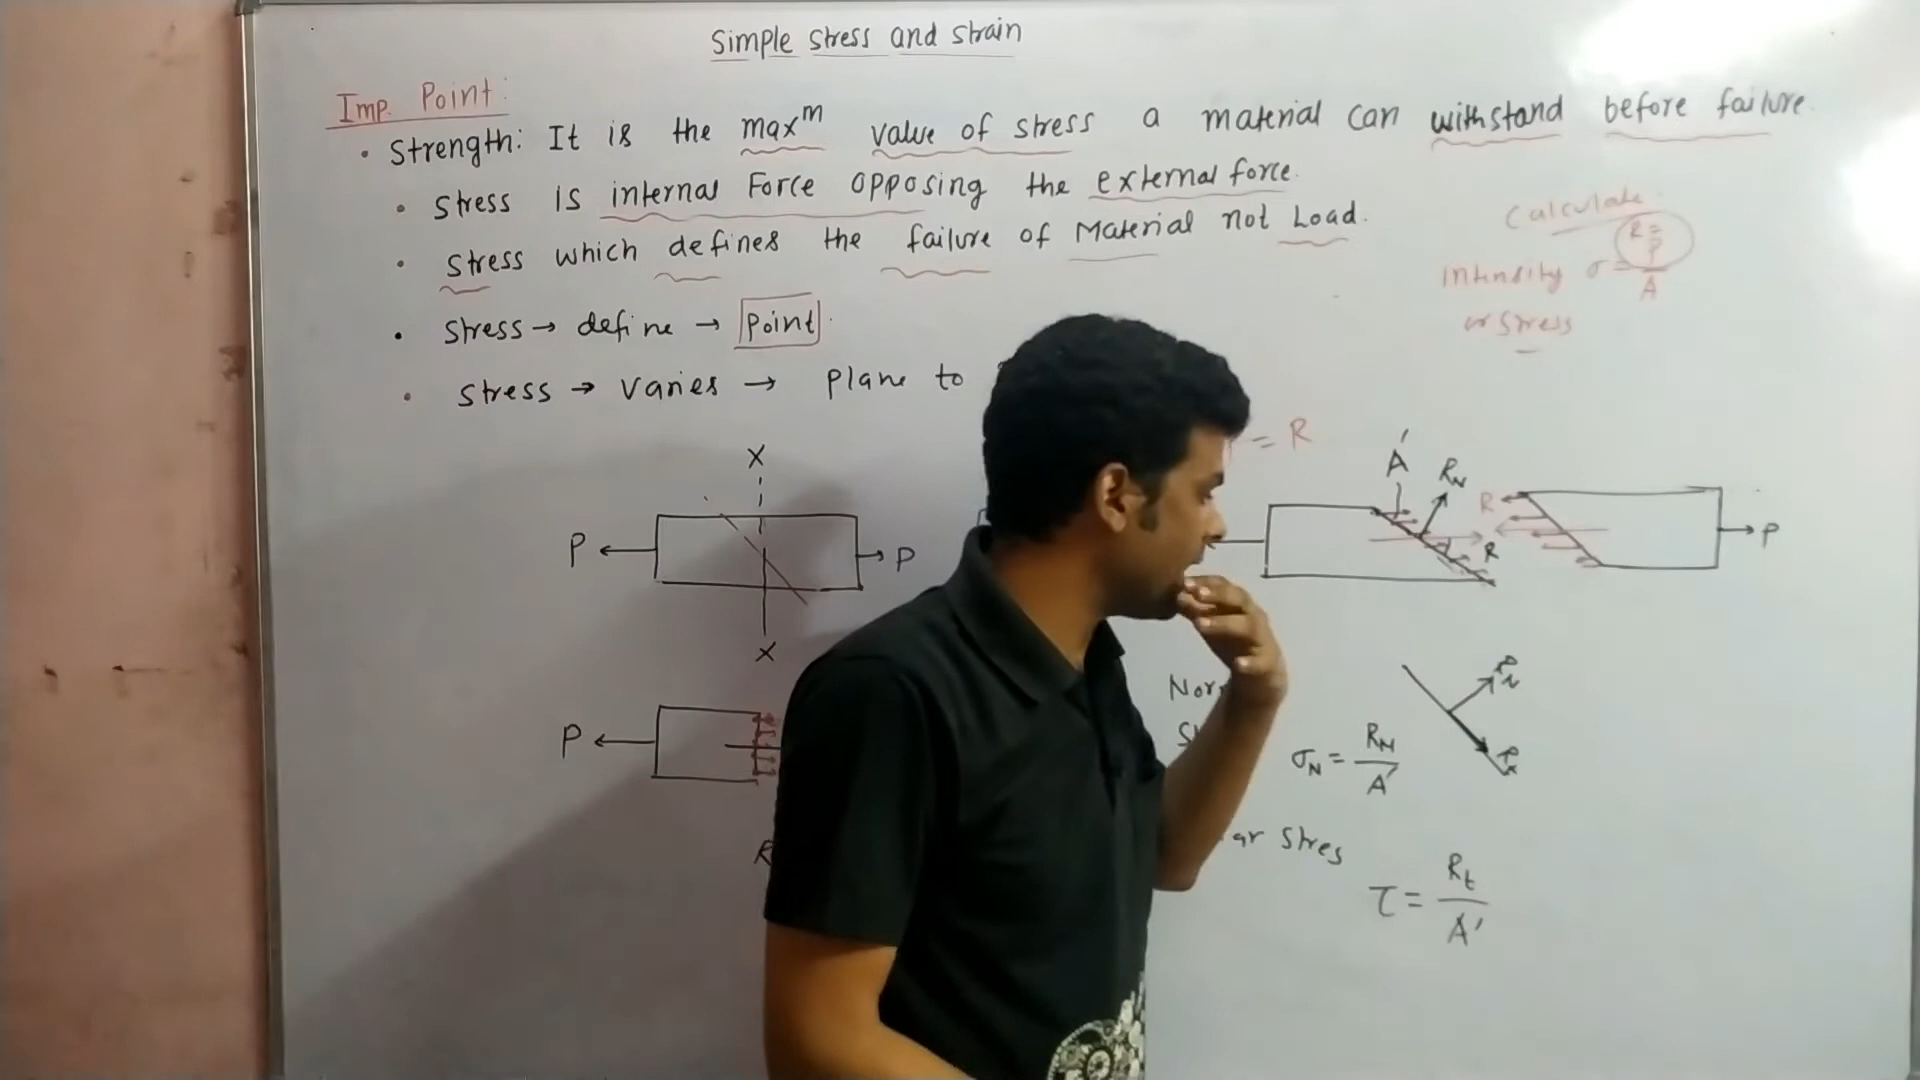 Simple Stress and Strain
Imp. Point:
• Strength: It is the maxᵐ value of stress a material can withstand before failure.
• Stress is internal Force opposing the external force.
• Stress which defines the failure of Material not Load.
• Stress → define → Point.
• Stress → varies → Plane to
Calculate
R =
P
Intensity σ =
A
or Stress
= R
X
P
P
X
A'
R_N
R
R
P
P
R
R_N
σ_N = R_N / A'
ar Stres
τ = R_t / A'